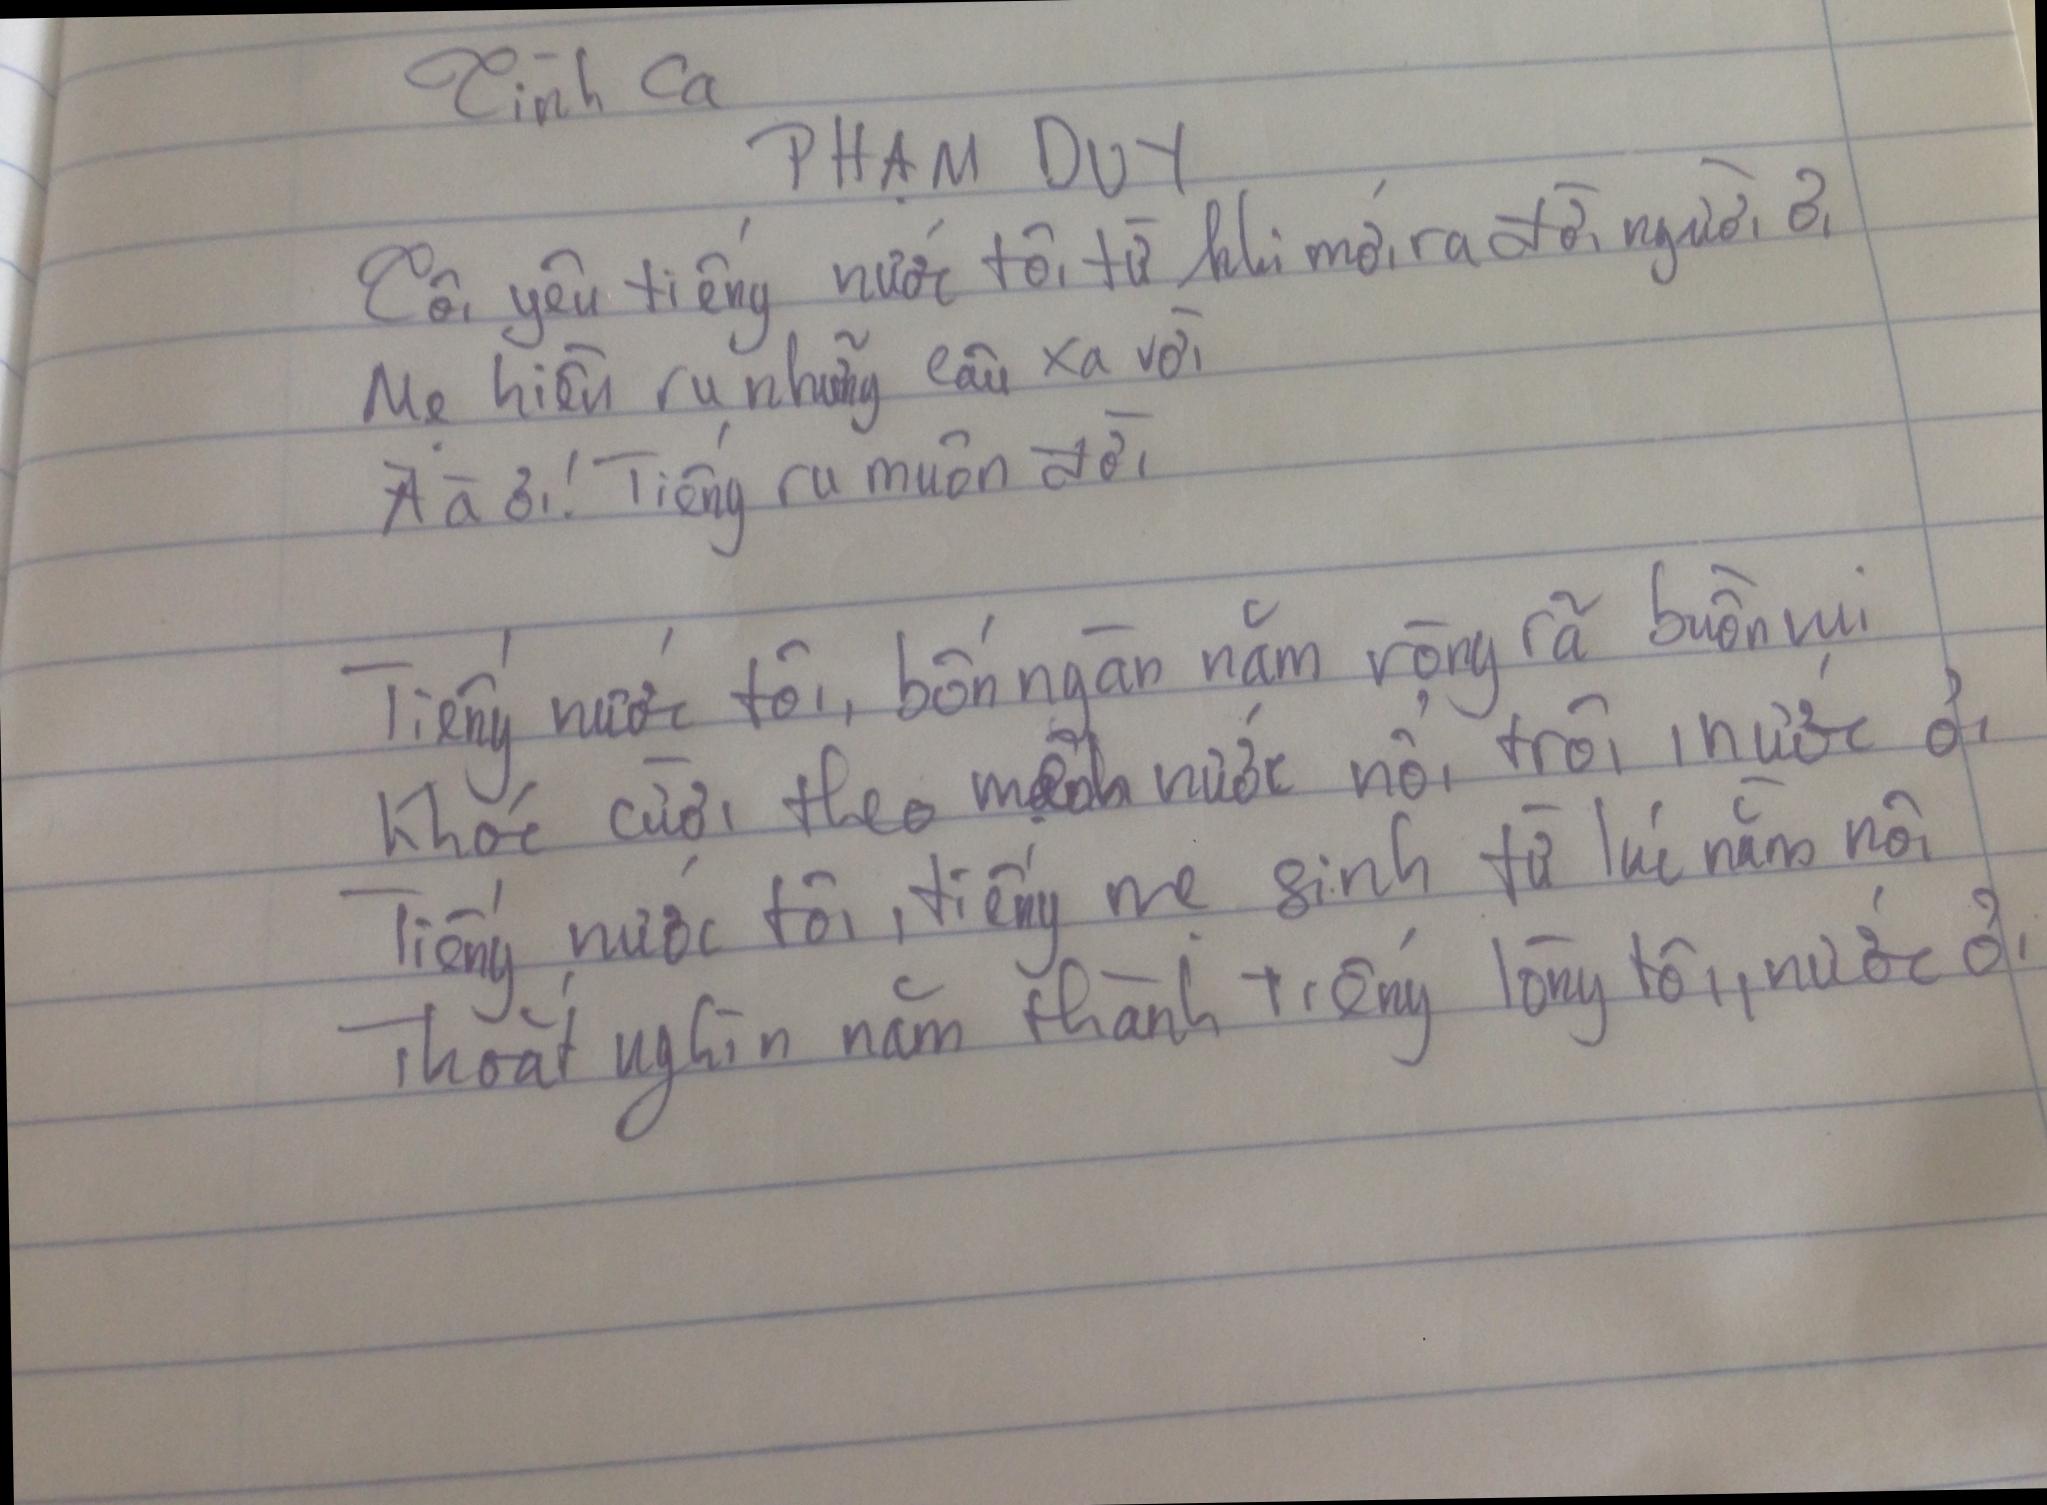 Tình Ca
PHẠM DUY
Tôi yêu tiếng nước tôi từ khi mới ra đời, người ơi
Mẹ hiền ru những câu xa vời
À à ơi! Tiếng ru muôn đời
Tiếng nước tôi, bốn ngàn năm ròng rã buồn vui
Khóc cười theo mệnh nước nổi trôi, nước ơi
Tiếng nước tôi, tiếng mẹ sinh từ lúc nằm nôi
Thoắt nghìn năm thành tiếng lòng tôi, nước ơi